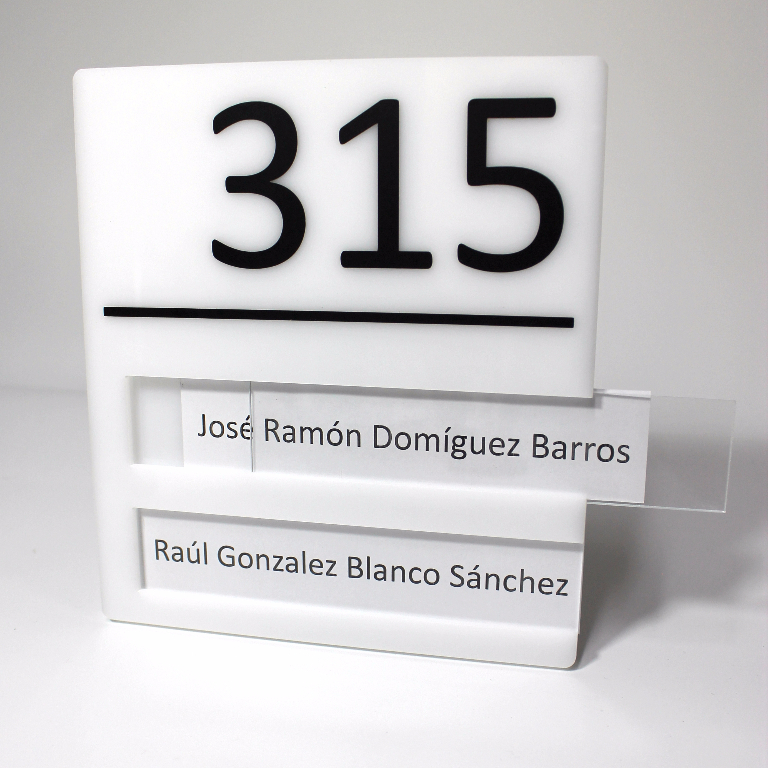 315
José Ramón Domíguez Barros
Raúl Gonzalez Blanco Sánchez